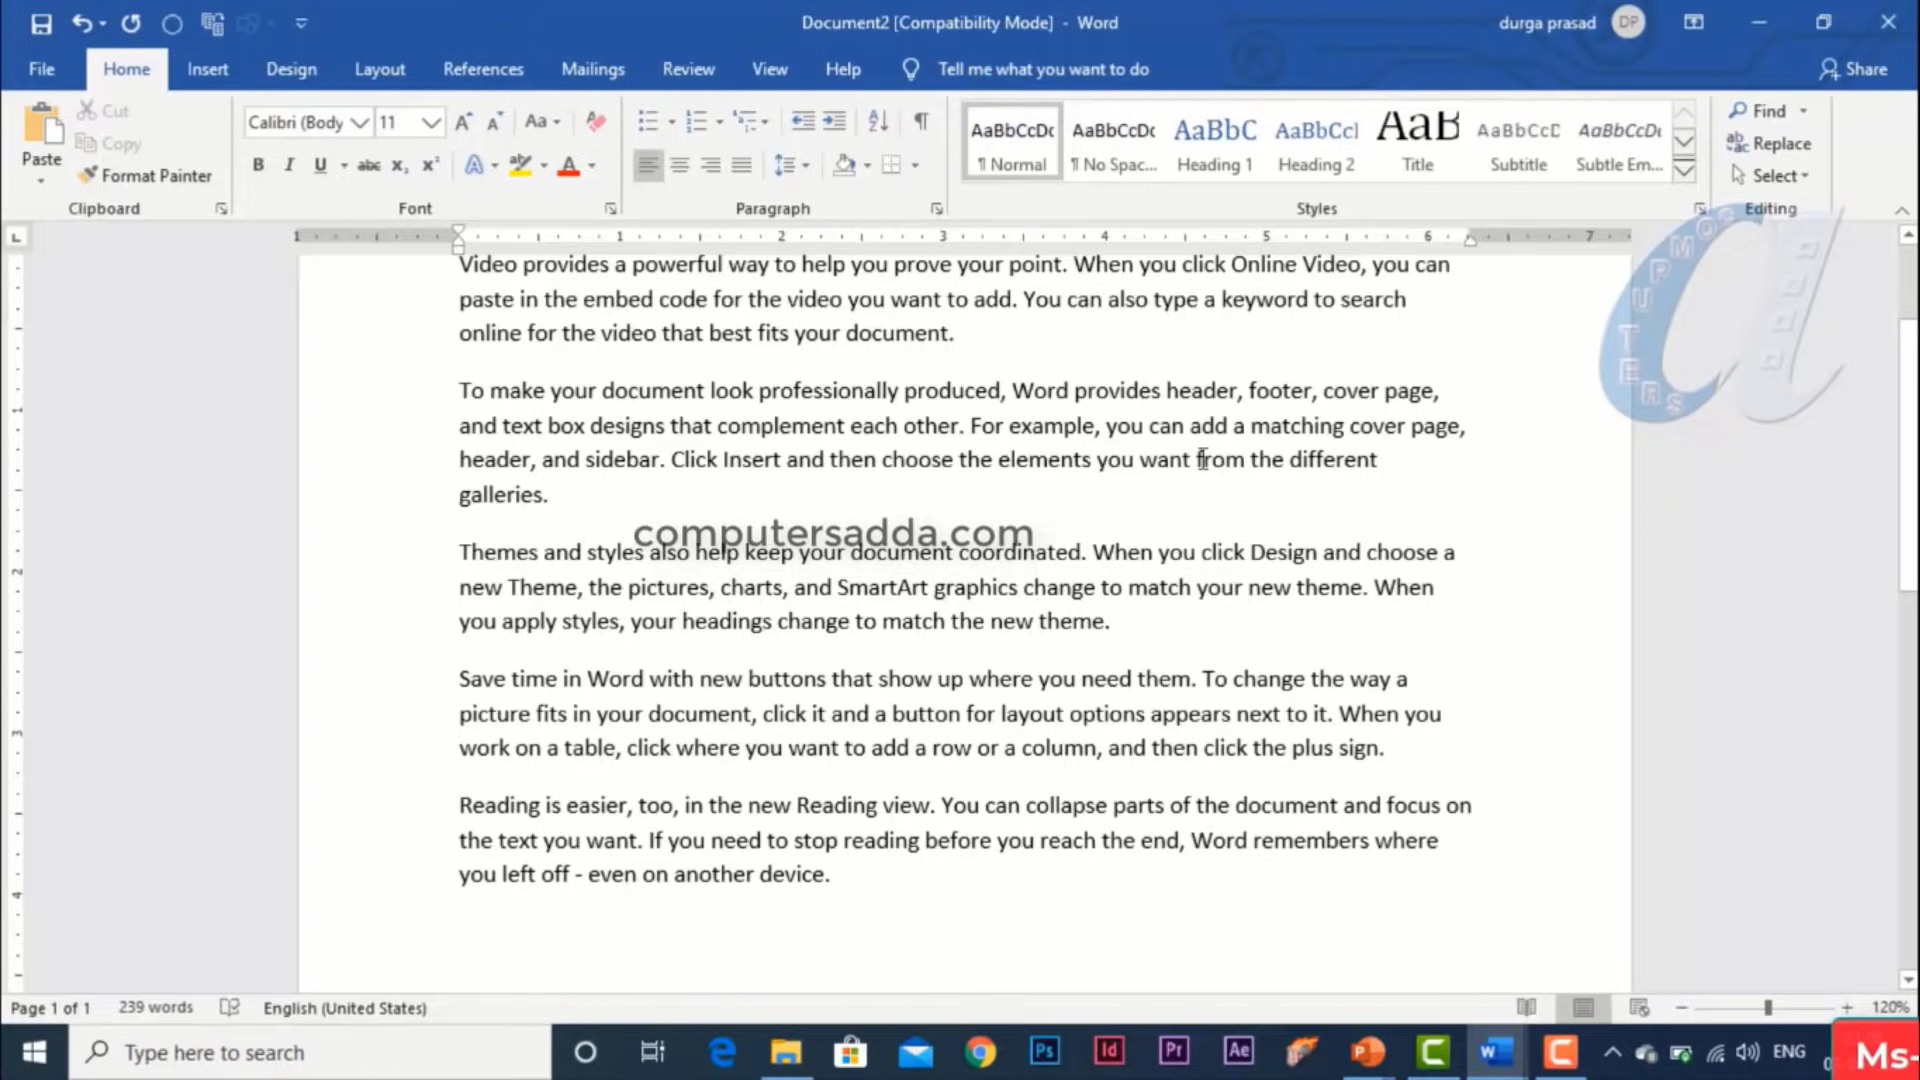 Document2 [Compatibility Mode] - Word
durga prasad
DP
File
Home
Insert
Design
Layout
References
Mailings
Review
View
Help
Tell me what you want to do
Share
Paste
Cut
Copy
Format Painter
Clipboard
Calibri (Body
11
Font
Paragraph
AaBbCcDc
¶ Normal
AaBbCcDc
¶ No Spac...
AaBbC
Heading 1
AaBbCcI
Heading 2
AaB
Title
AaBbCcD
Subtitle
AaBbCcDc
Subtle Em...
Styles
Find
Replace
Select
Editing
1 1 2 3 4 5 6 7
Video provides a powerful way to help you prove your point. When you click Online Video, you can
paste in the embed code for the video you want to add. You can also type a keyword to search
online for the video that best fits your document.
To make your document look professionally produced, Word provides header, footer, cover page,
and text box designs that complement each other. For example, you can add a matching cover page,
header, and sidebar. Click Insert and then choose the elements you want from the different
galleries.
computersadda.com
Themes and styles also help keep your document coordinated. When you click Design and choose a
new Theme, the pictures, charts, and SmartArt graphics change to match your new theme. When
you apply styles, your headings change to match the new theme.
Save time in Word with new buttons that show up where you need them. To change the way a
picture fits in your document, click it and a button for layout options appears next to it. When you
work on a table, click where you want to add a row or a column, and then click the plus sign.
Reading is easier, too, in the new Reading view. You can collapse parts of the document and focus on
the text you want. If you need to stop reading before you reach the end, Word remembers where
you left off - even on another device.
Page 1 of 1
239 words
English (United States)
120%
Type here to search
Ps
Id
Pr
Ae
ENG
Ms-